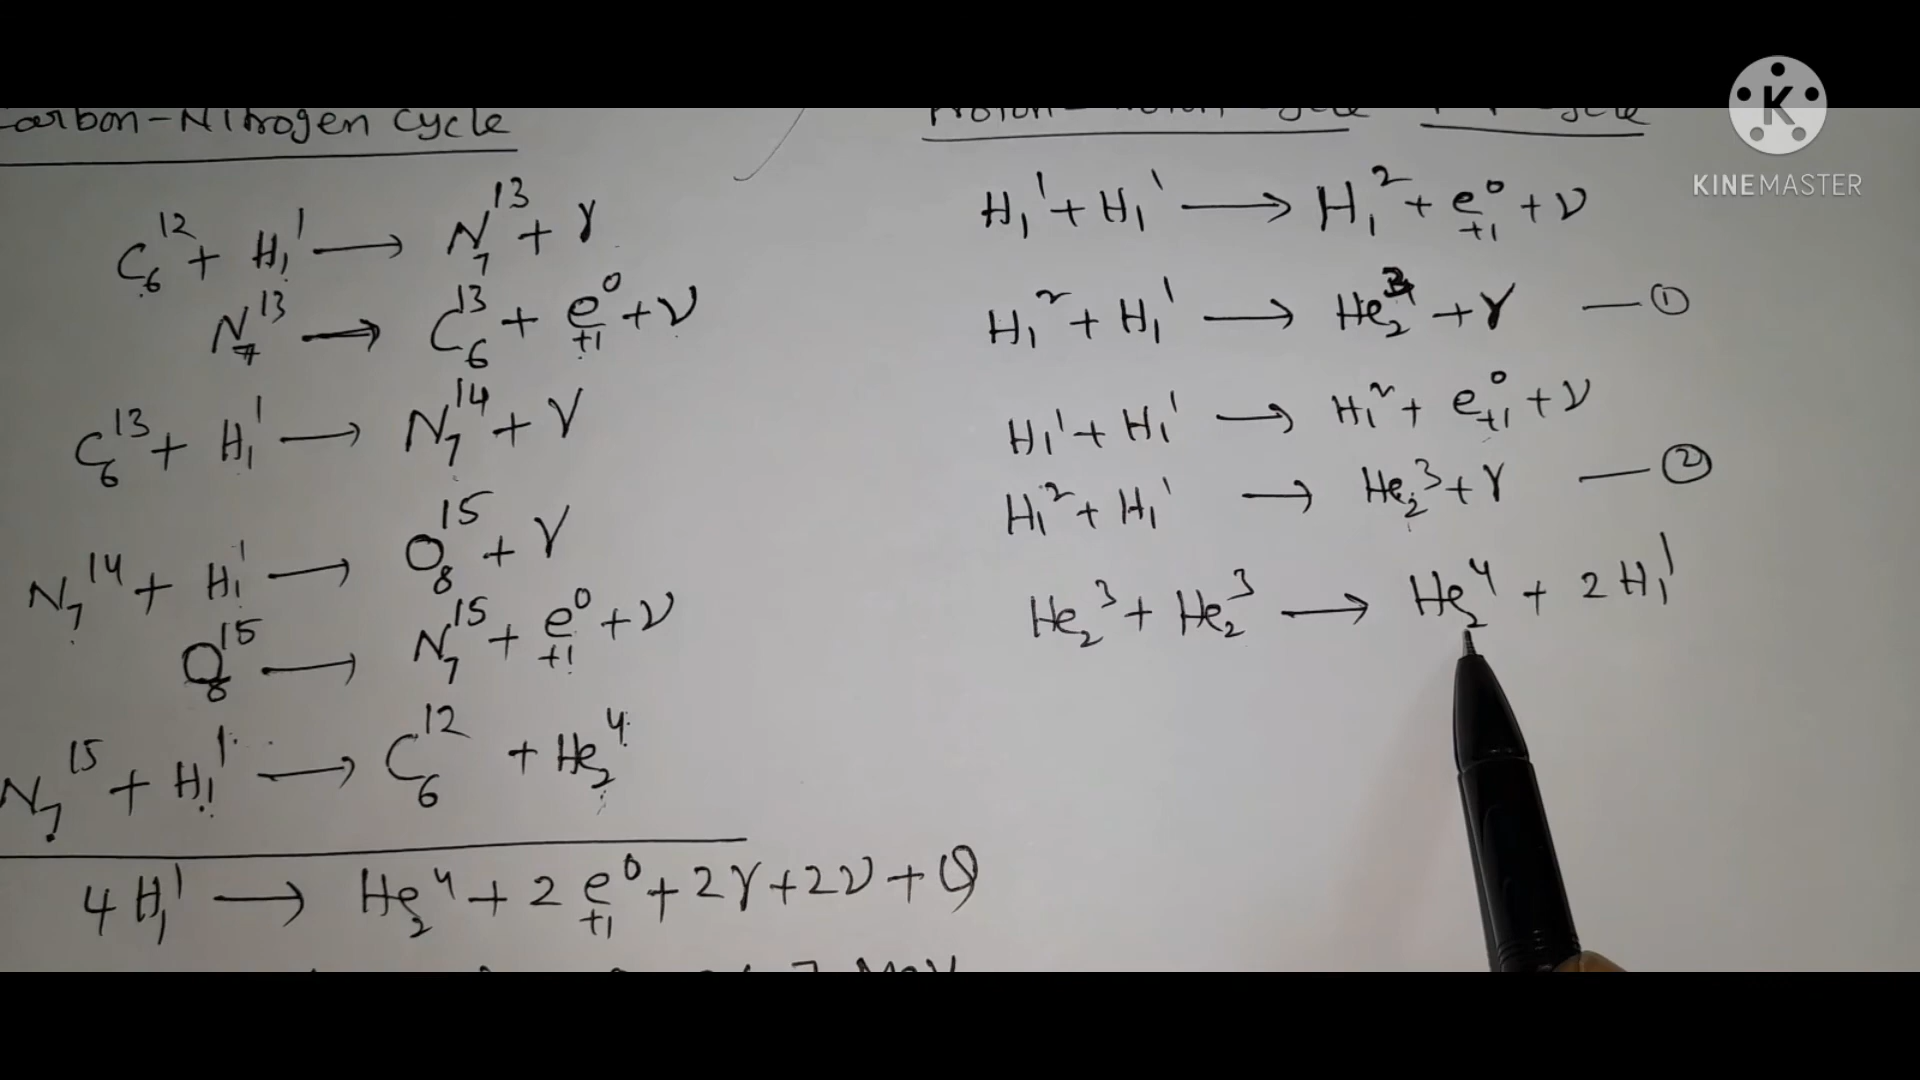 Carbon-Nitrogen Cycle
C₆¹² + H₁¹ ⟶ N₇¹³ + γ
N₇¹³ ⟶ C₆¹³ + e₊₁⁰ + ν
C₆¹³ + H₁¹ ⟶ N₇¹⁴ + γ
N₇¹⁴ + H₁¹ ⟶ O₈¹⁵ + γ
O₈¹⁵ ⟶ N₇¹⁵ + e₊₁⁰ + ν
N₇¹⁵ + H₁¹ ⟶ C₆¹² + He₂⁴
4H₁¹ ⟶ He₂⁴ + 2e₊₁⁰ + 2γ + 2ν + Q
H₁¹ + H₁¹ ⟶ H₁² + e₊₁⁰ + ν
H₁² + H₁¹ ⟶ He₂³ + γ — ①
H₁¹ + H₁¹ ⟶ H₁² + e₊₁⁰ + ν
H₁² + H₁¹ ⟶ He₂³ + γ — ②
He₂³ + He₂³ ⟶ He₂⁴ + 2H₁¹
K
KINEMASTER